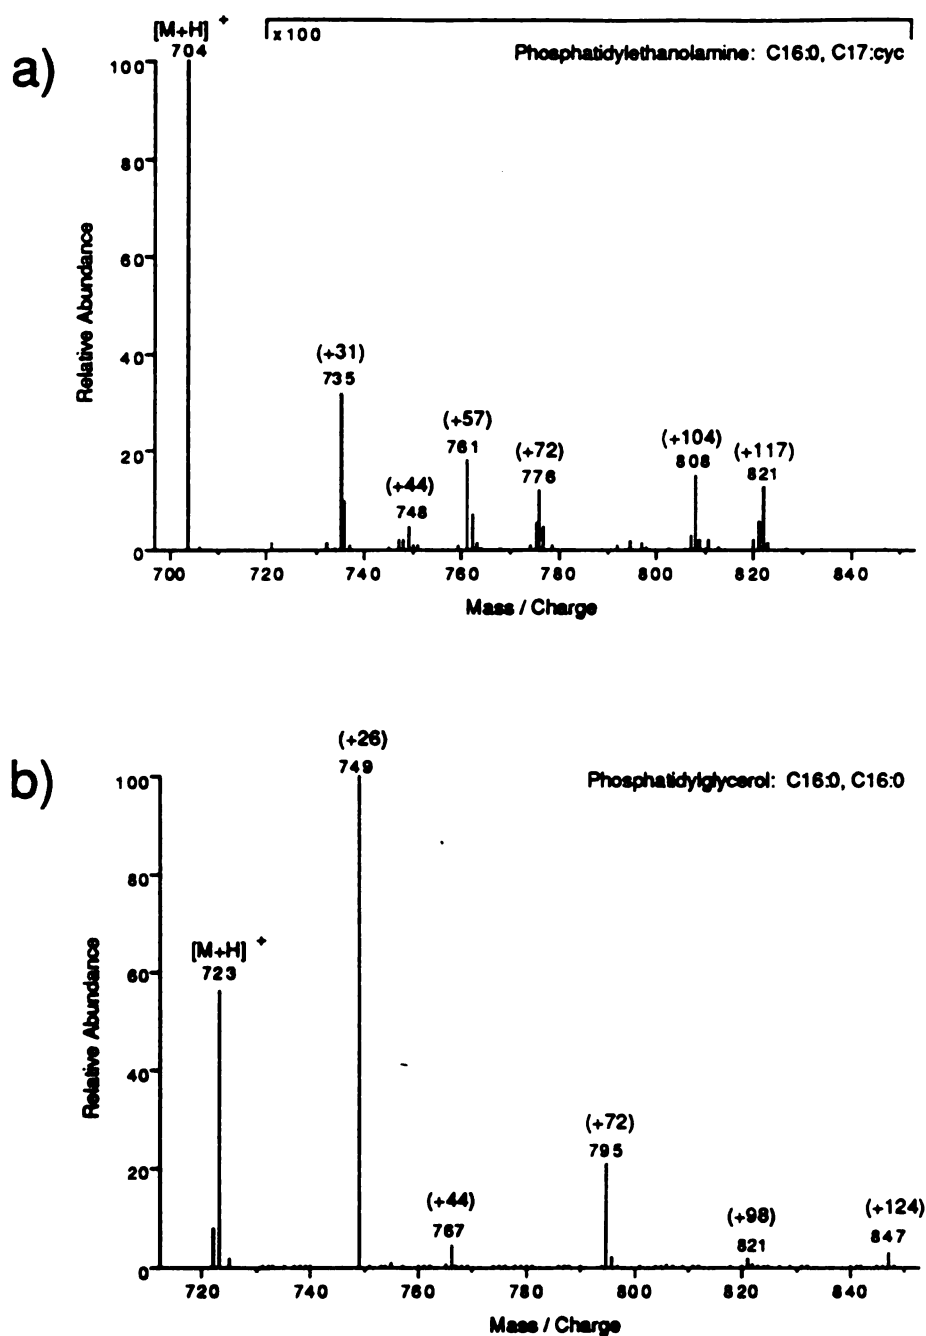 [M+H] +
704
x100
a)
Phosphatidylethanolamine: C16:0, C17:cyc
100
80
60
40
20
0
Relative Abundance
(+31)
735
(+44)
748
(+57)
761
(+72)
776
(+104)
808
(+117)
821
700 720 740 760 780 800 820 840
Mass / Charge
b)
(+26)
749
Phosphatidylglycerol: C16:0, C16:0
100
80
60
40
20
0
Relative Abundance
[M+H] +
723
(+44)
767
(+72)
795
(+98)
821
(+124)
847
720 740 760 780 800 820 840
Mass / Charge